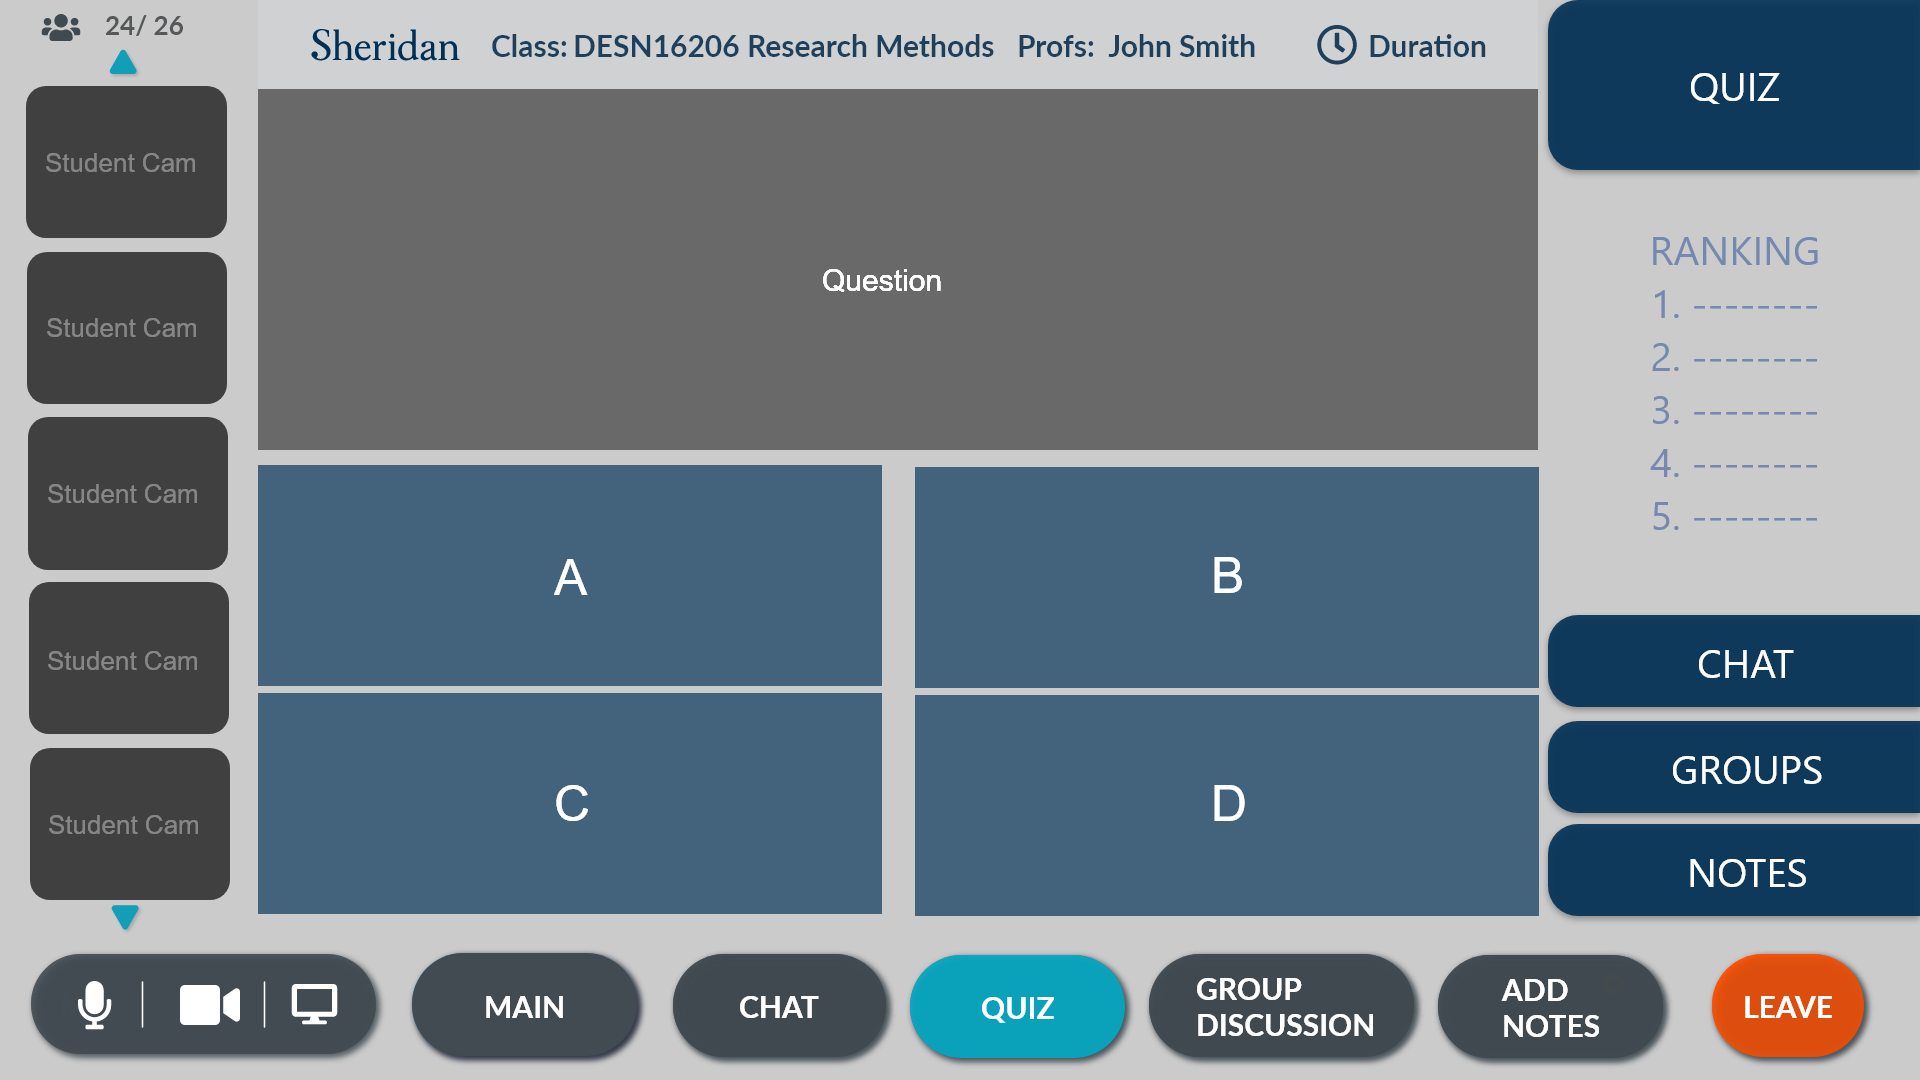 24/ 26
Sheridan
Class: DESN16206 Research Methods
Profs: John Smith
Duration
Student Cam
Student Cam
Student Cam
Student Cam
Student Cam
Question
A
B
C
D
QUIZ
RANKING
1. --------
2. --------
3. --------
4. --------
5. --------
CHAT
GROUPS
NOTES
MAIN
CHAT
QUIZ
GROUP
DISCUSSION
ADD
NOTES
LEAVE